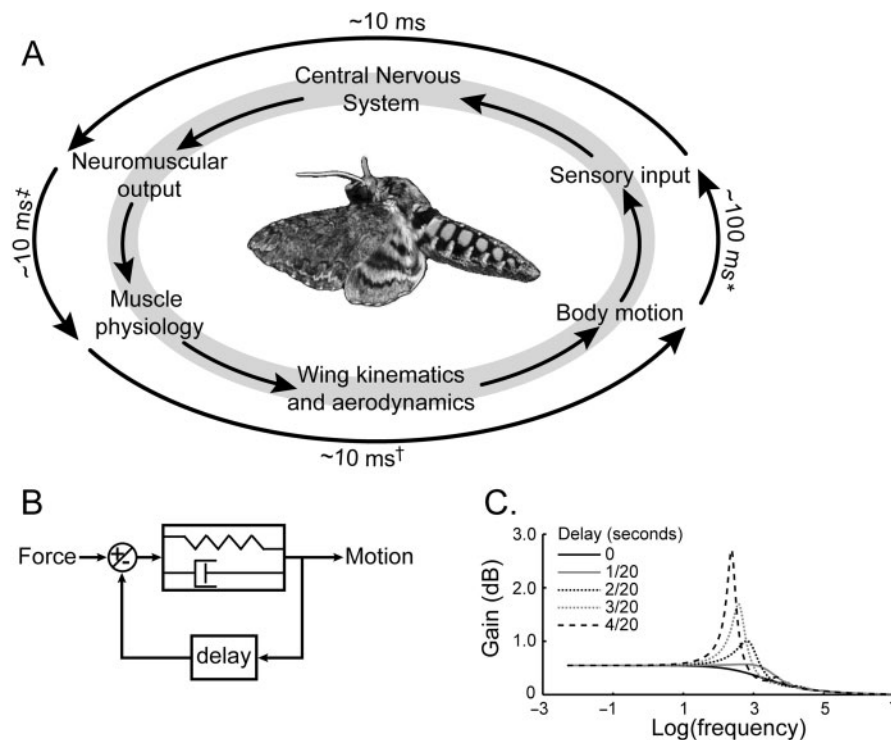 A
~10 ms
Central Nervous
System
Neuromuscular
output
Sensory input
~10 ms‡
~100 ms*
Muscle
physiology
Body motion
Wing kinematics
and aerodynamics
~10 ms†
B
Force
+
-
Motion
delay
C.
Delay (seconds)
0
1/20
2/20
3/20
4/20
Gain (dB)
3.0
2.0
1.0
0
−3
−1
1
3
5
7
Log(frequency)